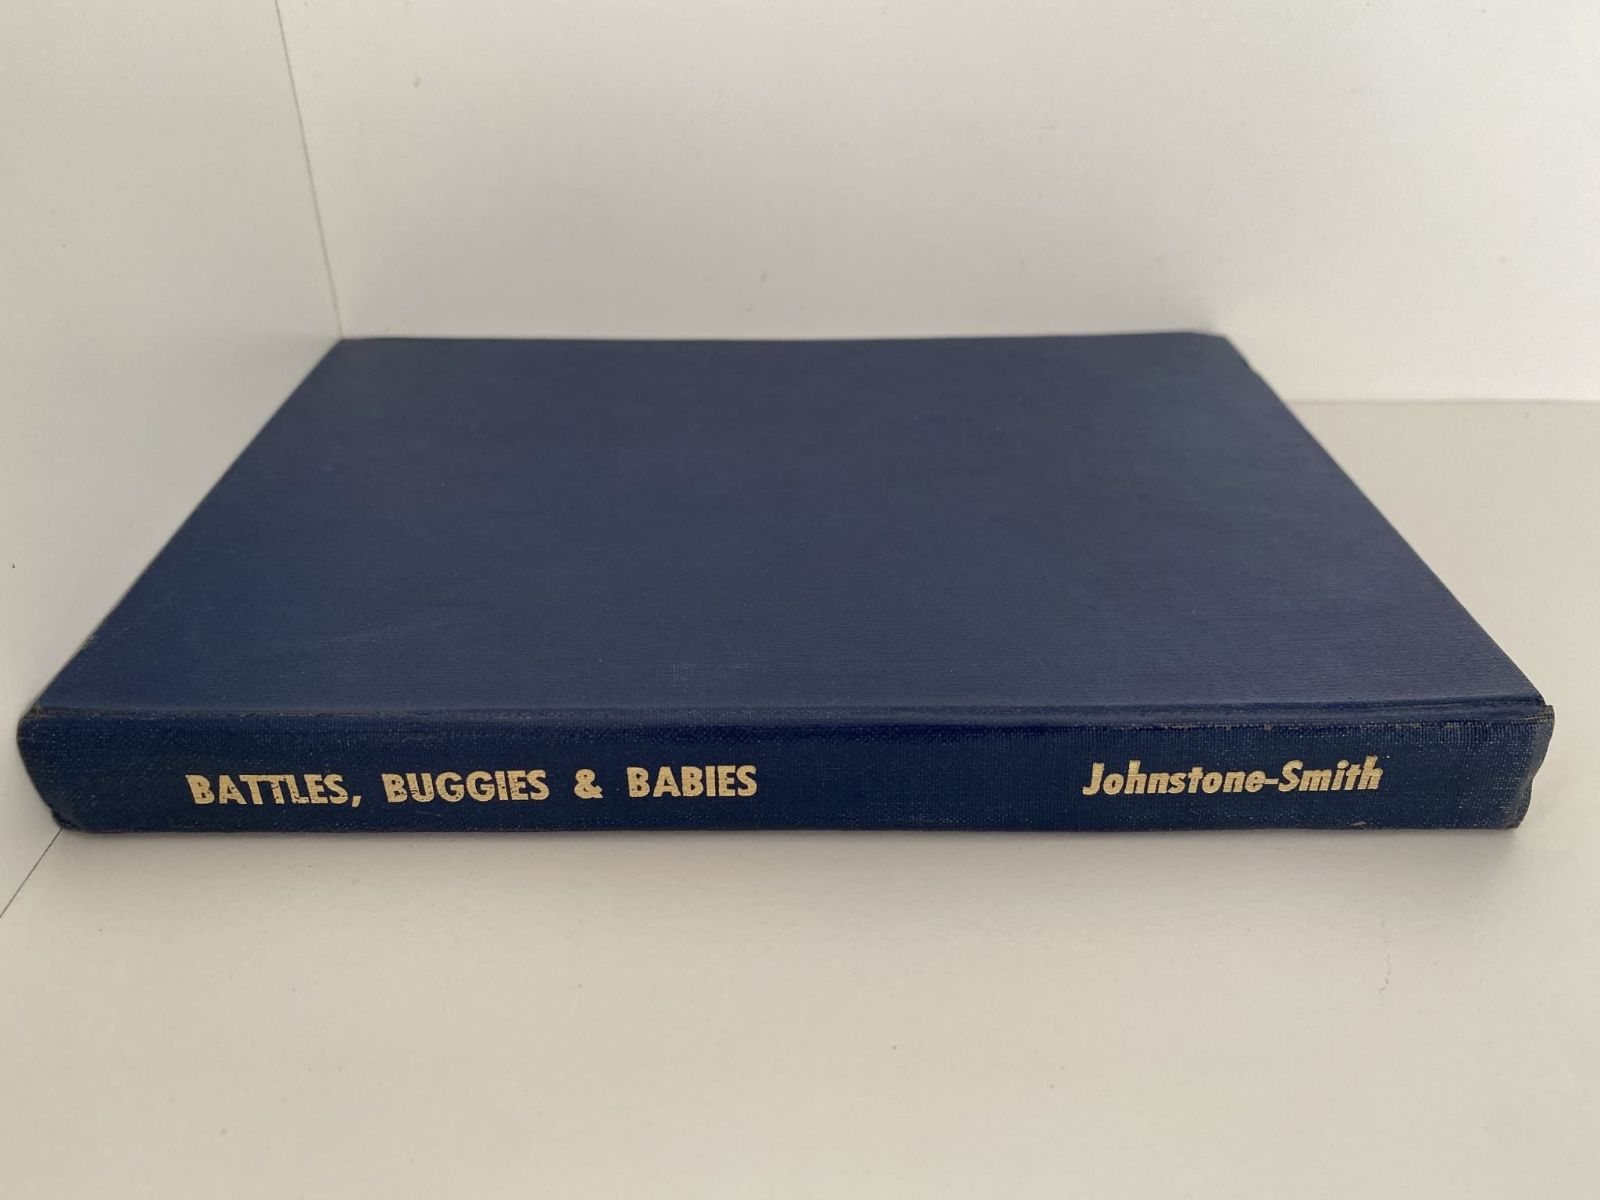 BATTLES, BUGGIES & BABIES Johnstone-Smith